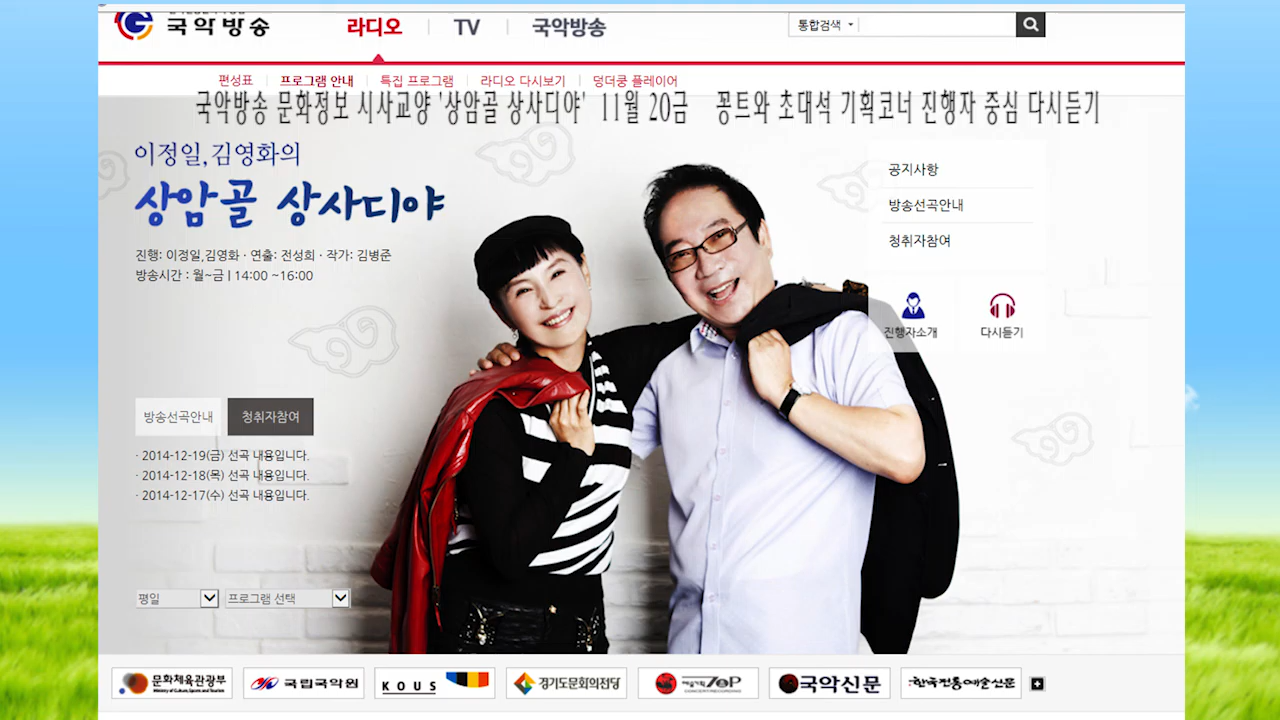 국악방송
라디오
TV
국악방송
통합검색
편성표
프로그램 안내
특집 프로그램
라디오 다시보기
덩더쿵 플레이어
국악방송 문화정보 시사교양 '상암골 상사디야' 11월 20금 꽁트와 초대석 기획코너 진행자 중심 다시듣기
이정일,김영화의
상암골 상사디야
진행: 이정일,김영화 · 연출: 전성희 · 작가: 김병준
방송시간 : 월~금 | 14:00 ~16:00
공지사항
방송선곡안내
청취자참여
진행자소개
다시듣기
방송선곡안내
청취자참여
· 2014-12-19(금) 선곡 내용입니다.
· 2014-12-18(목) 선곡 내용입니다.
· 2014-12-17(수) 선곡 내용입니다.
평일
프로그램 선택
문화체육관광부
Ministry of Culture, Sports and Tourism
국립국악원
KOUS
경기도문화의전당
국악신문
한국전통예술신문